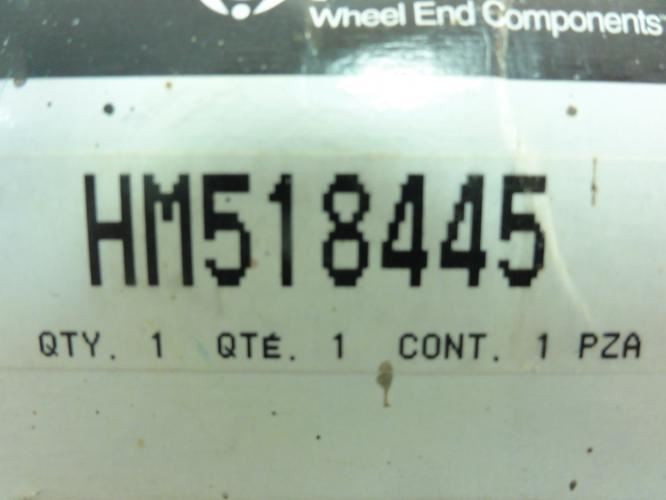 Wheel End Components
HM518445
QTY. 1 QTÉ. 1 CONT. 1 PZA